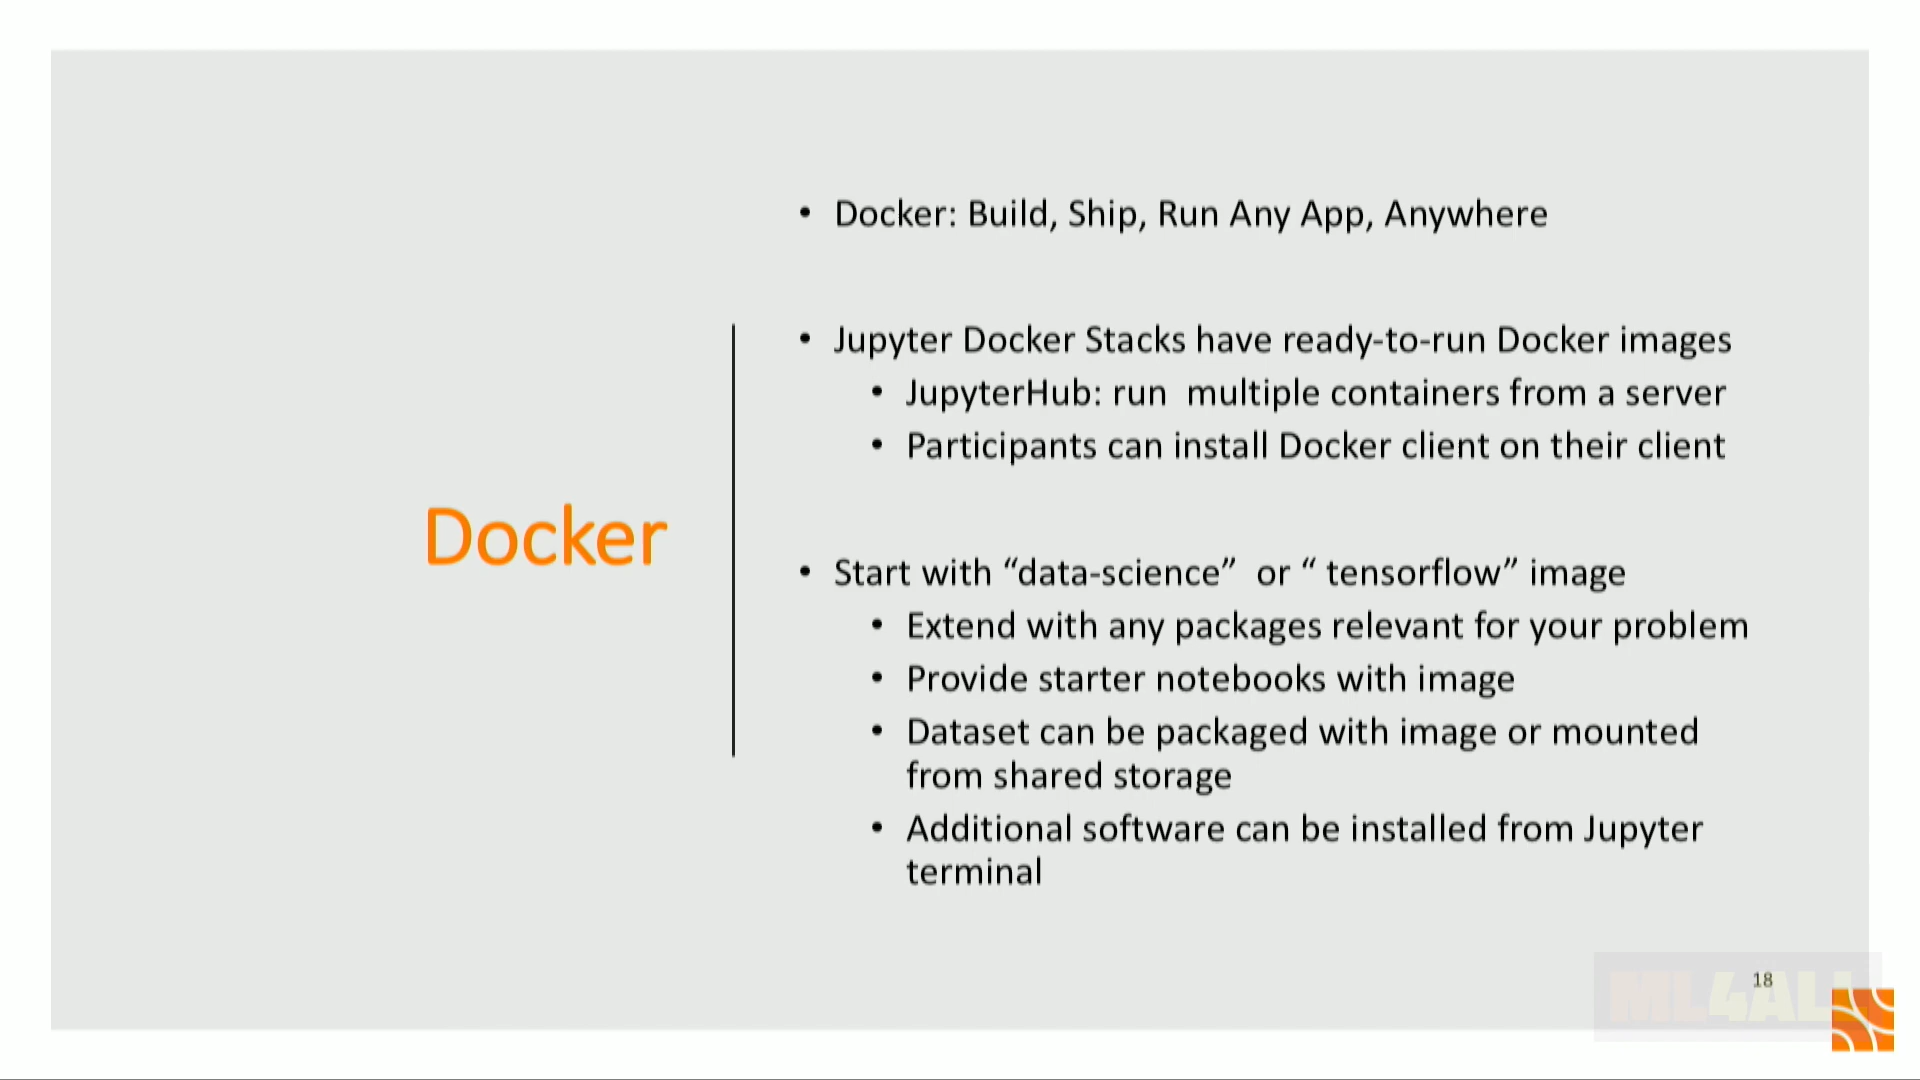 Docker
• Docker: Build, Ship, Run Any App, Anywhere
• Jupyter Docker Stacks have ready-to-run Docker images
• JupyterHub: run  multiple containers from a server
• Participants can install Docker client on their client
• Start with “data-science”  or “ tensorflow” image
• Extend with any packages relevant for your problem
• Provide starter notebooks with image
• Dataset can be packaged with image or mounted
from shared storage
• Additional software can be installed from Jupyter
terminal
18
ML4ALL